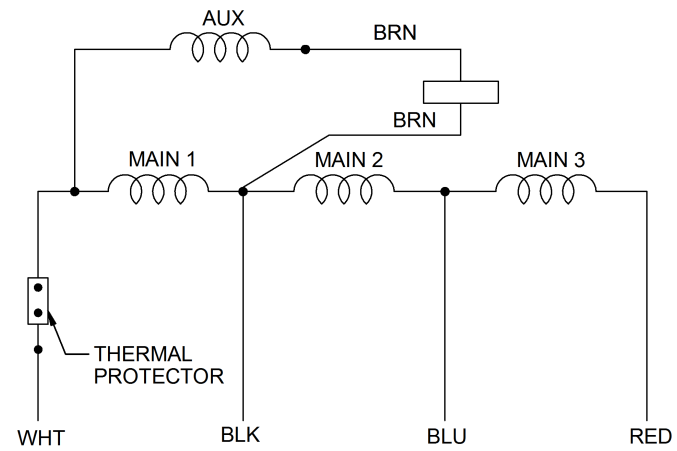 AUX
BRN
BRN
MAIN 1
MAIN 2
MAIN 3
THERMAL
PROTECTOR
WHT
BLK
BLU
RED